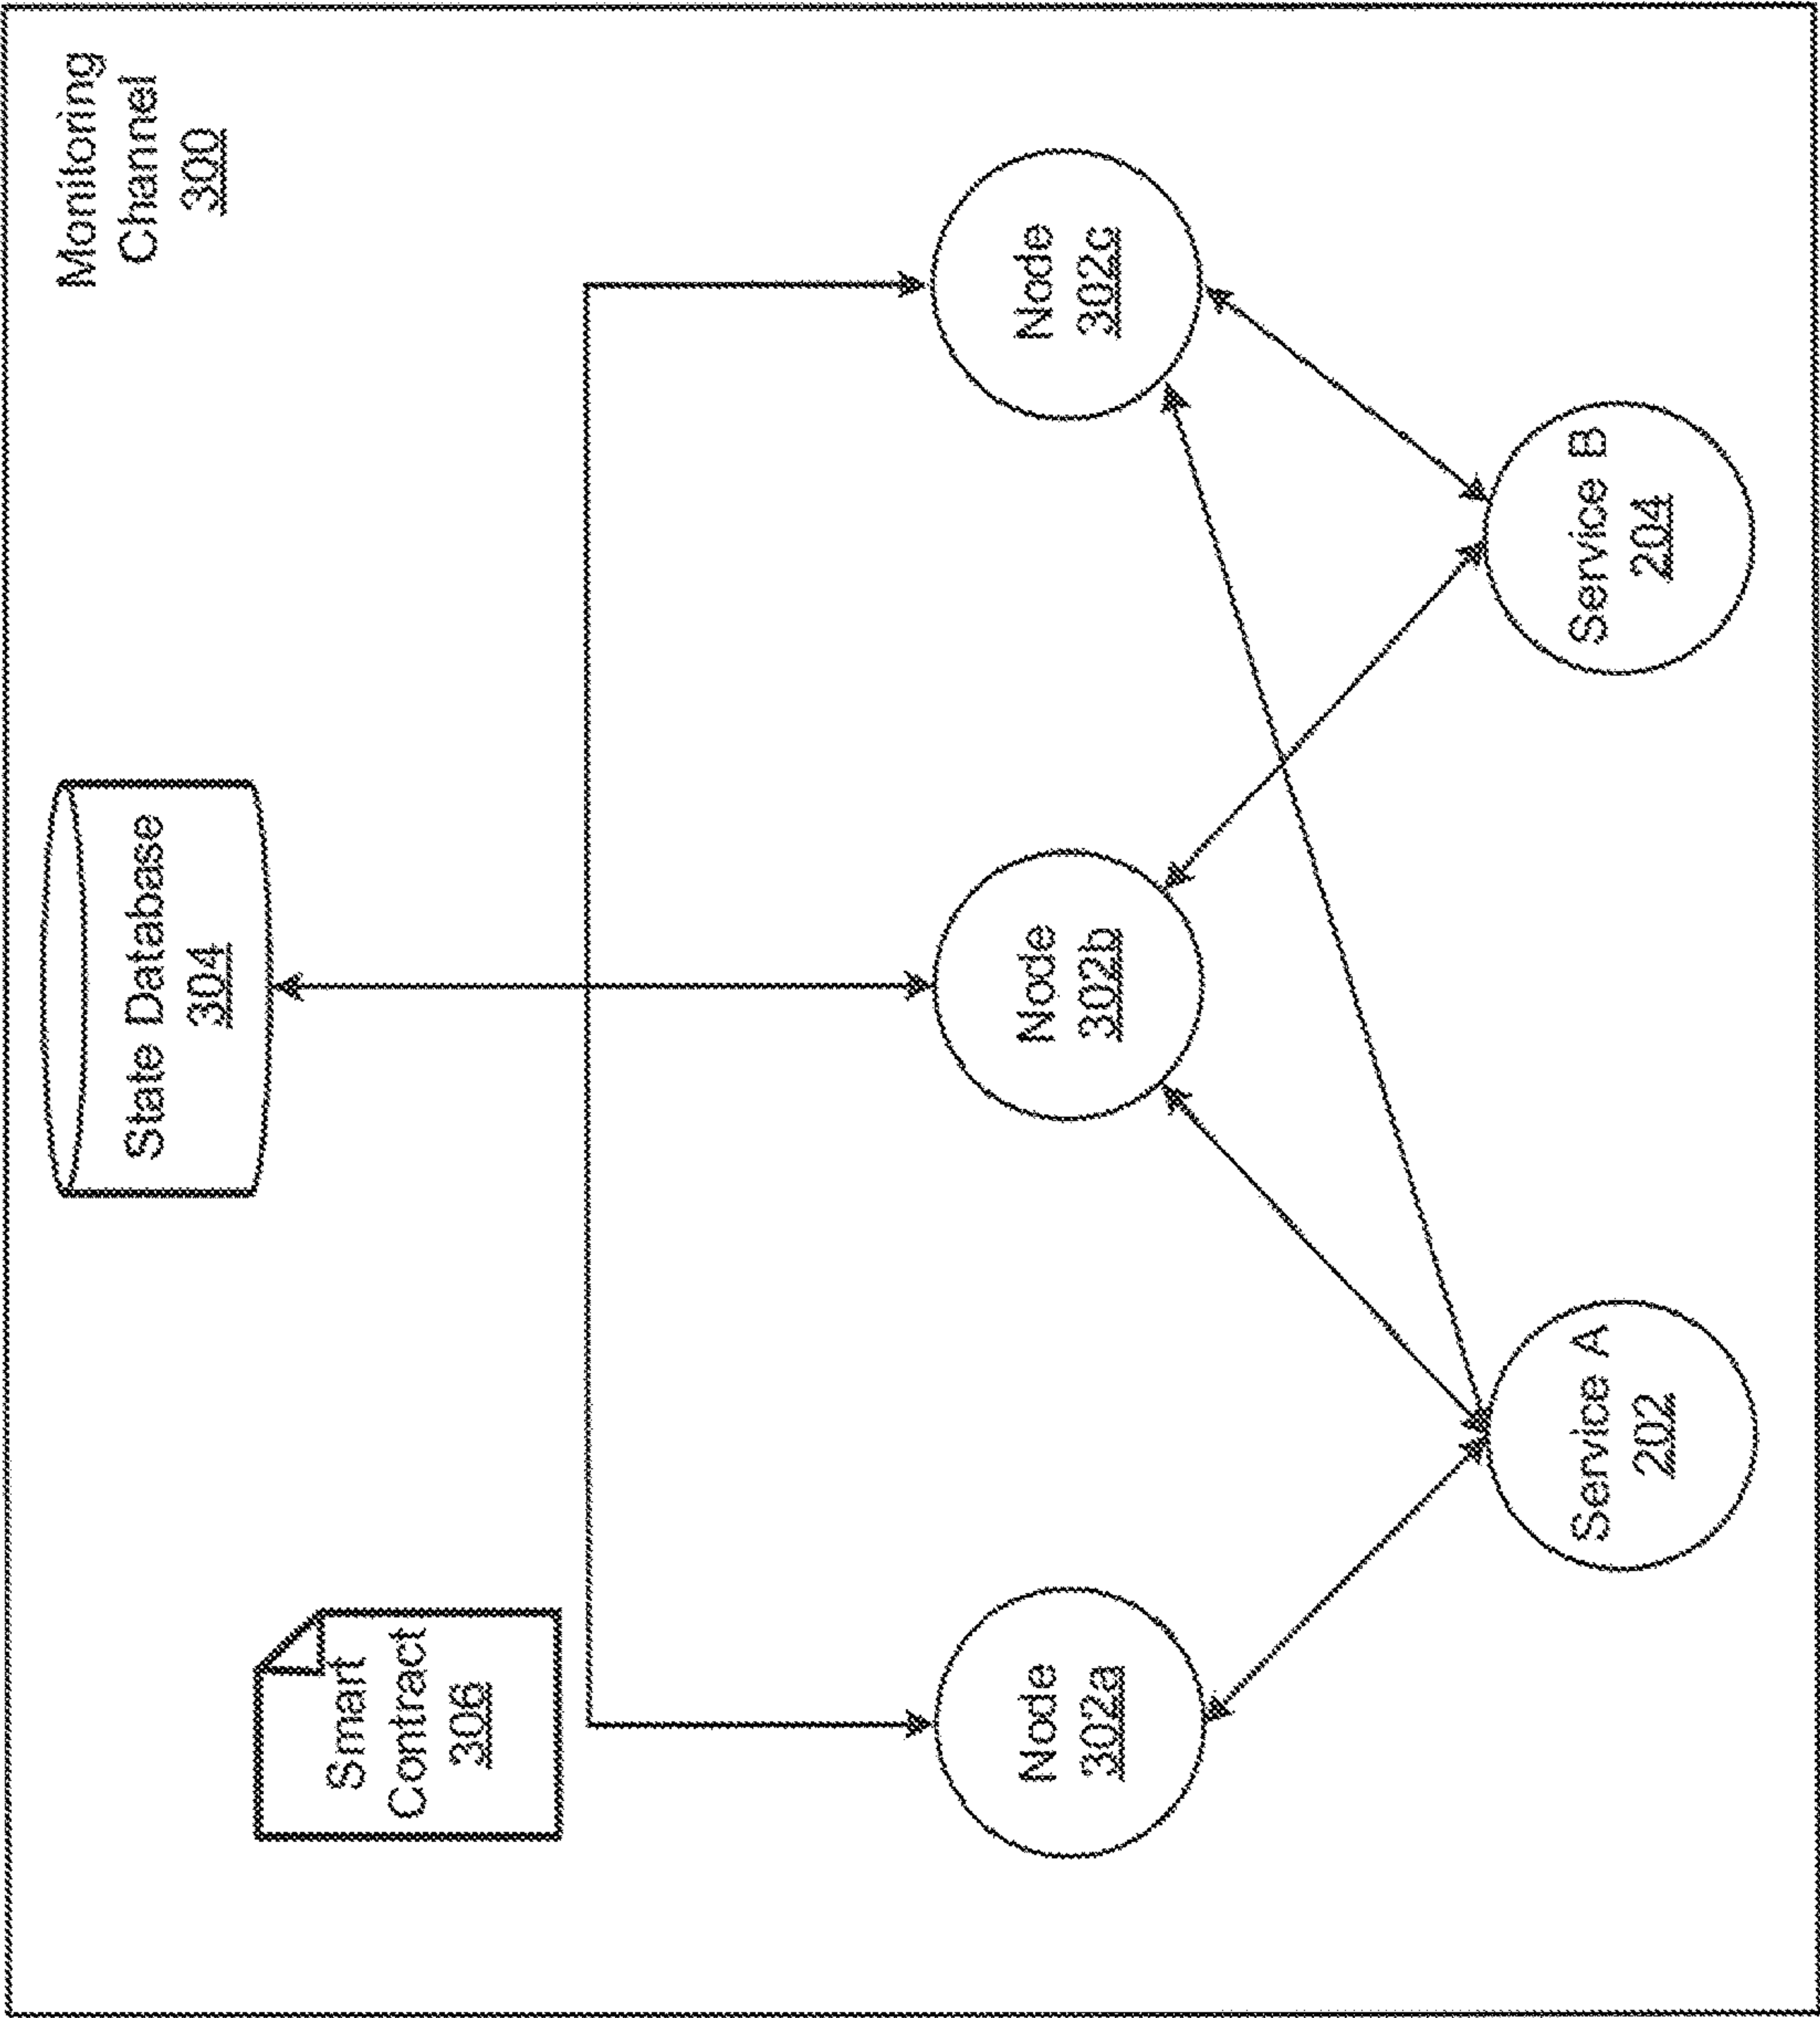 Monitoring
Channel
300
State Database
304
Smart
Contract
306
Node
302a
Node
302b
Node
302c
Service A
202
Service B
204